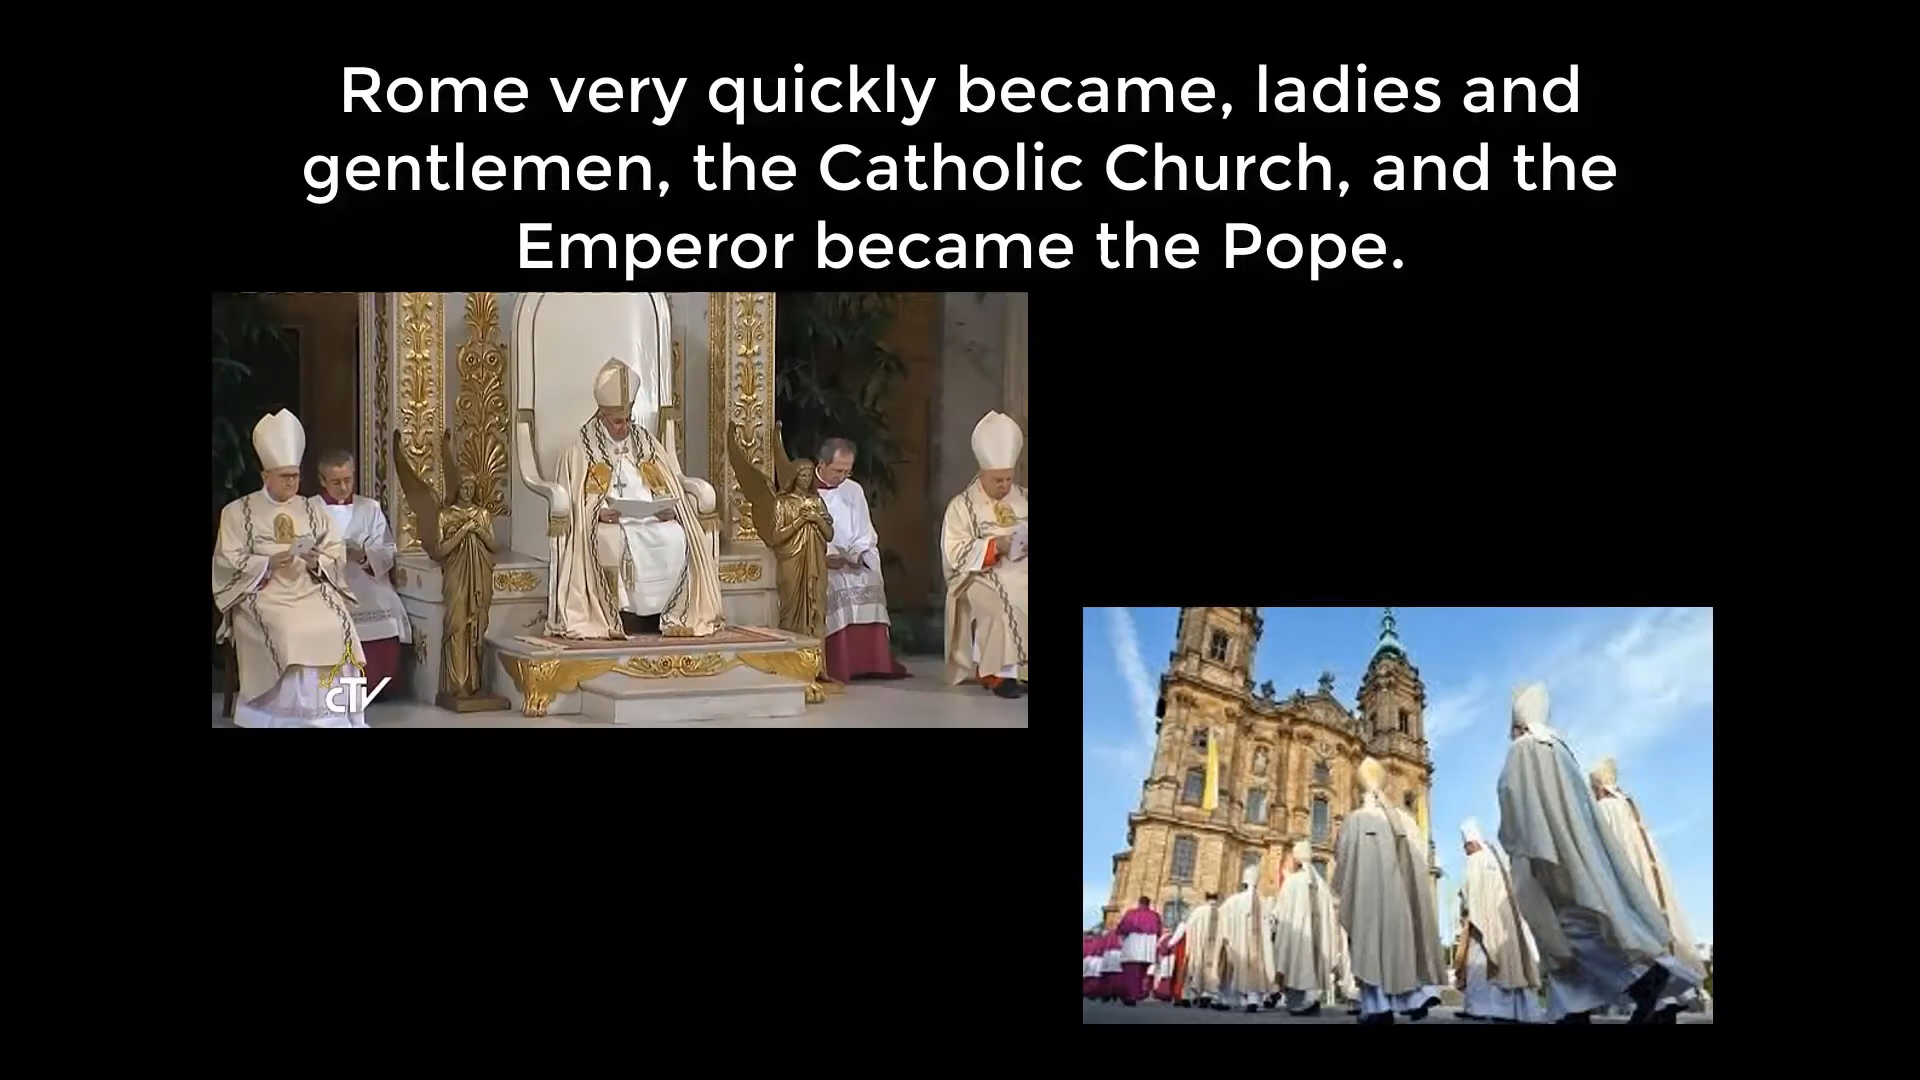 Rome very quickly became, ladies and
gentlemen, the Catholic Church, and the
Emperor became the Pope.
cTV